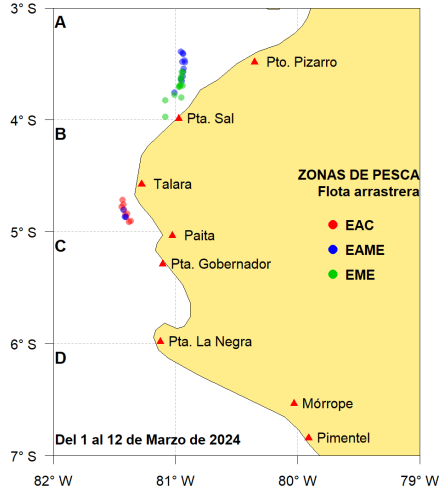 3° S
A
Pto. Pizarro
4° S
Pta. Sal
B
ZONAS DE PESCA
Flota arrastrera
Talara
EAC
5° S
Paita
EAME
C
Pta. Gobernador
EME
6° S
Pta. La Negra
D
Mórrope
Del 1 al 12 de Marzo de 2024
Pimentel
7° S
82° W
81° W
80° W
79° W